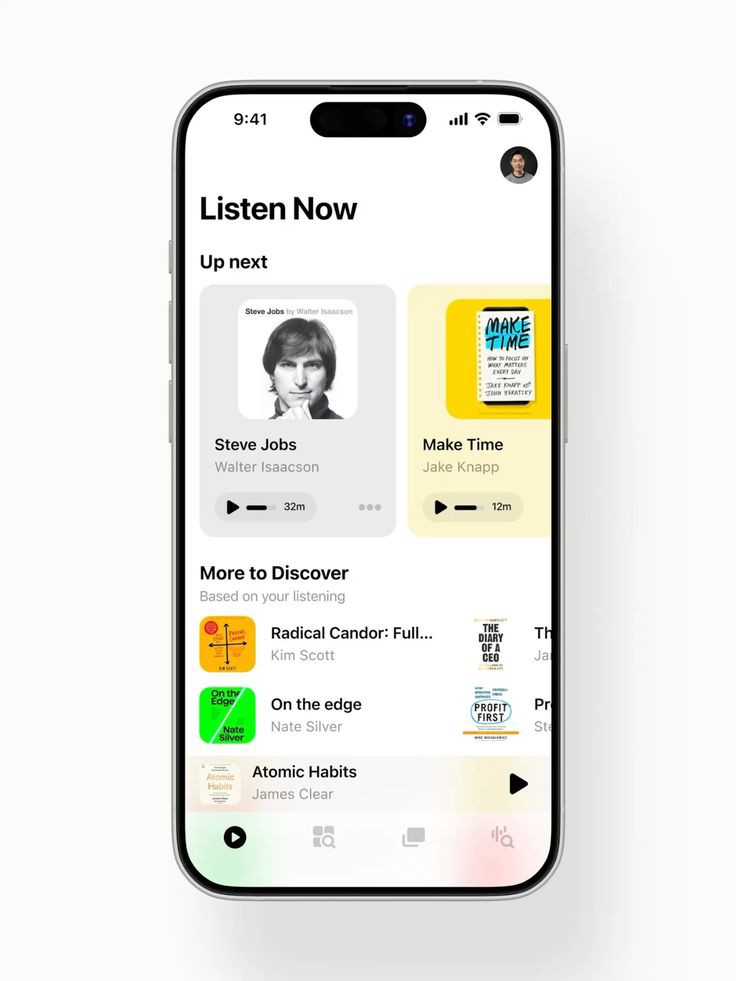 9:41
Listen Now
Up next
Steve Jobs by Walter Isaacson
MAKE
TIME
HOW TO FOCUS ON
WHAT MATTERS
EVERY DAY
JAKE KNAPP AND
JOHN ZERATSKY
Steve Jobs
Walter Isaacson
32m
Make Time
Jake Knapp
12m
More to Discover
Based on your listening
RADICAL
CANDOR
KIM SCOTT
Radical Candor: Full...
Kim Scott
THE
DIARY
OF A
CEO
Th
Ja
On the
Edge
Nate
Silver
On the edge
Nate Silver
PROFIT
FIRST
MIKE MICHALOWICZ
Pr
Ste
Atomic
Habits
James Clear
Atomic Habits
James Clear